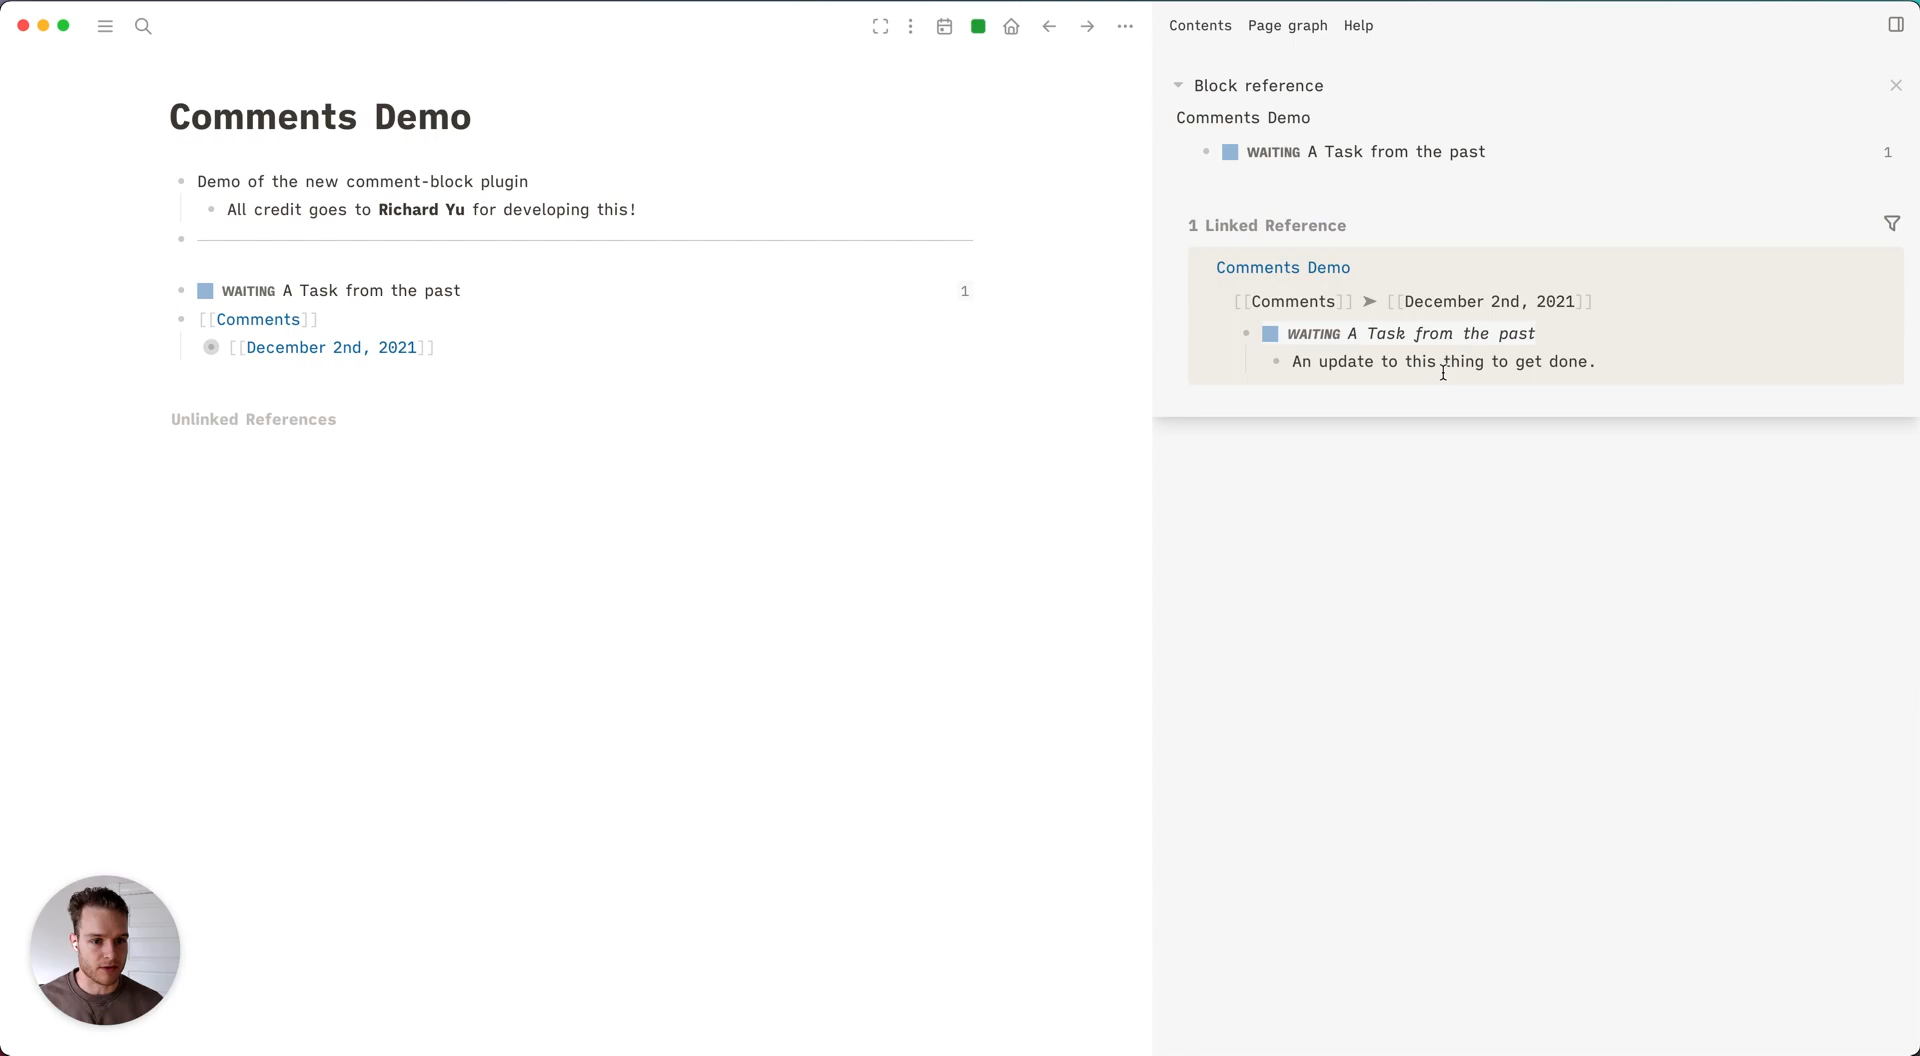 Contents Page graph Help
Comments Demo
Demo of the new comment-block plugin
All credit goes to Richard Yu for developing this!
WAITING A Task from the past 1
[[Comments]]
[[December 2nd, 2021]]
Unlinked References
Block reference
Comments Demo
WAITING A Task from the past 1
1 Linked Reference
Comments Demo
[[Comments]] ➤ [[December 2nd, 2021]]
WAITING A Task from the past
An update to this thing to get done.